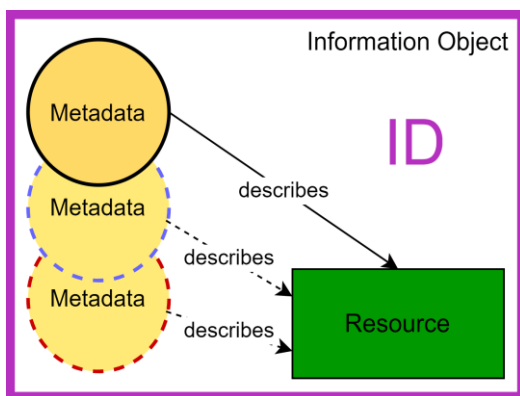 Information Object
Metadata
ID
describes
Metadata
describes
Metadata
describes
Resource